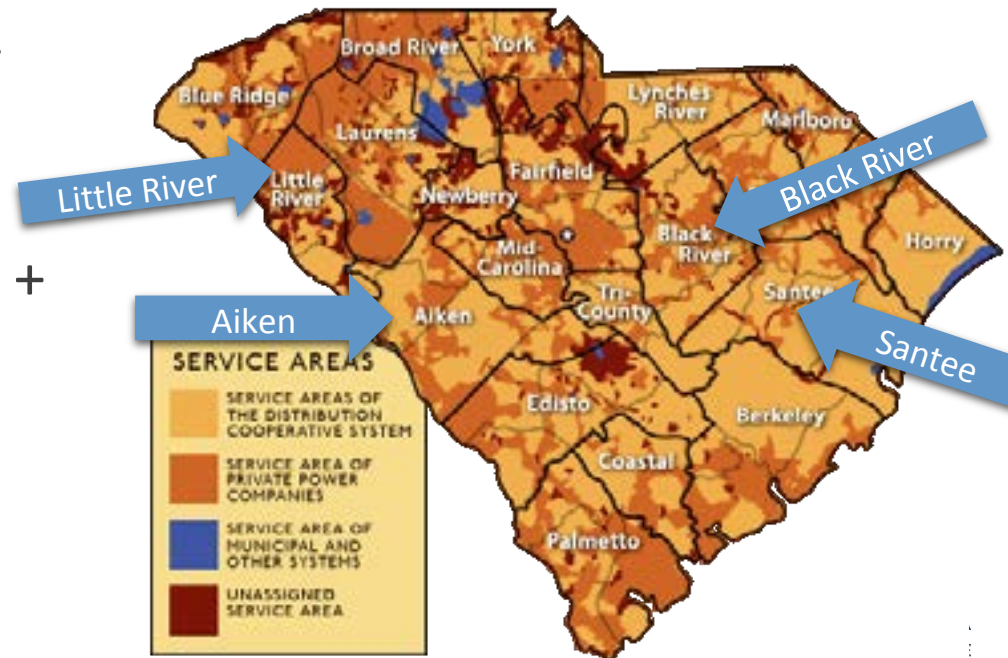 Broad River
York
Blue Ridge
Lynches
River
Marlboro
Laurens
Black River
Little River
Little
River
Fairfield
Newberry
Black
River
Horry
Mid-
Carolina
Santee
Tri-
County
Aiken
Aiken
Santee
+
SERVICE AREAS
SERVICE AREAS OF
THE DISTRIBUTION
COOPERATIVE SYSTEM
SERVICE AREA OF
PRIVATE POWER
COMPANIES
SERVICE AREA OF
MUNICIPAL AND
OTHER SYSTEMS
UNASSIGNED
SERVICE AREA
Edisto
Berkeley
Coastal
Palmetto